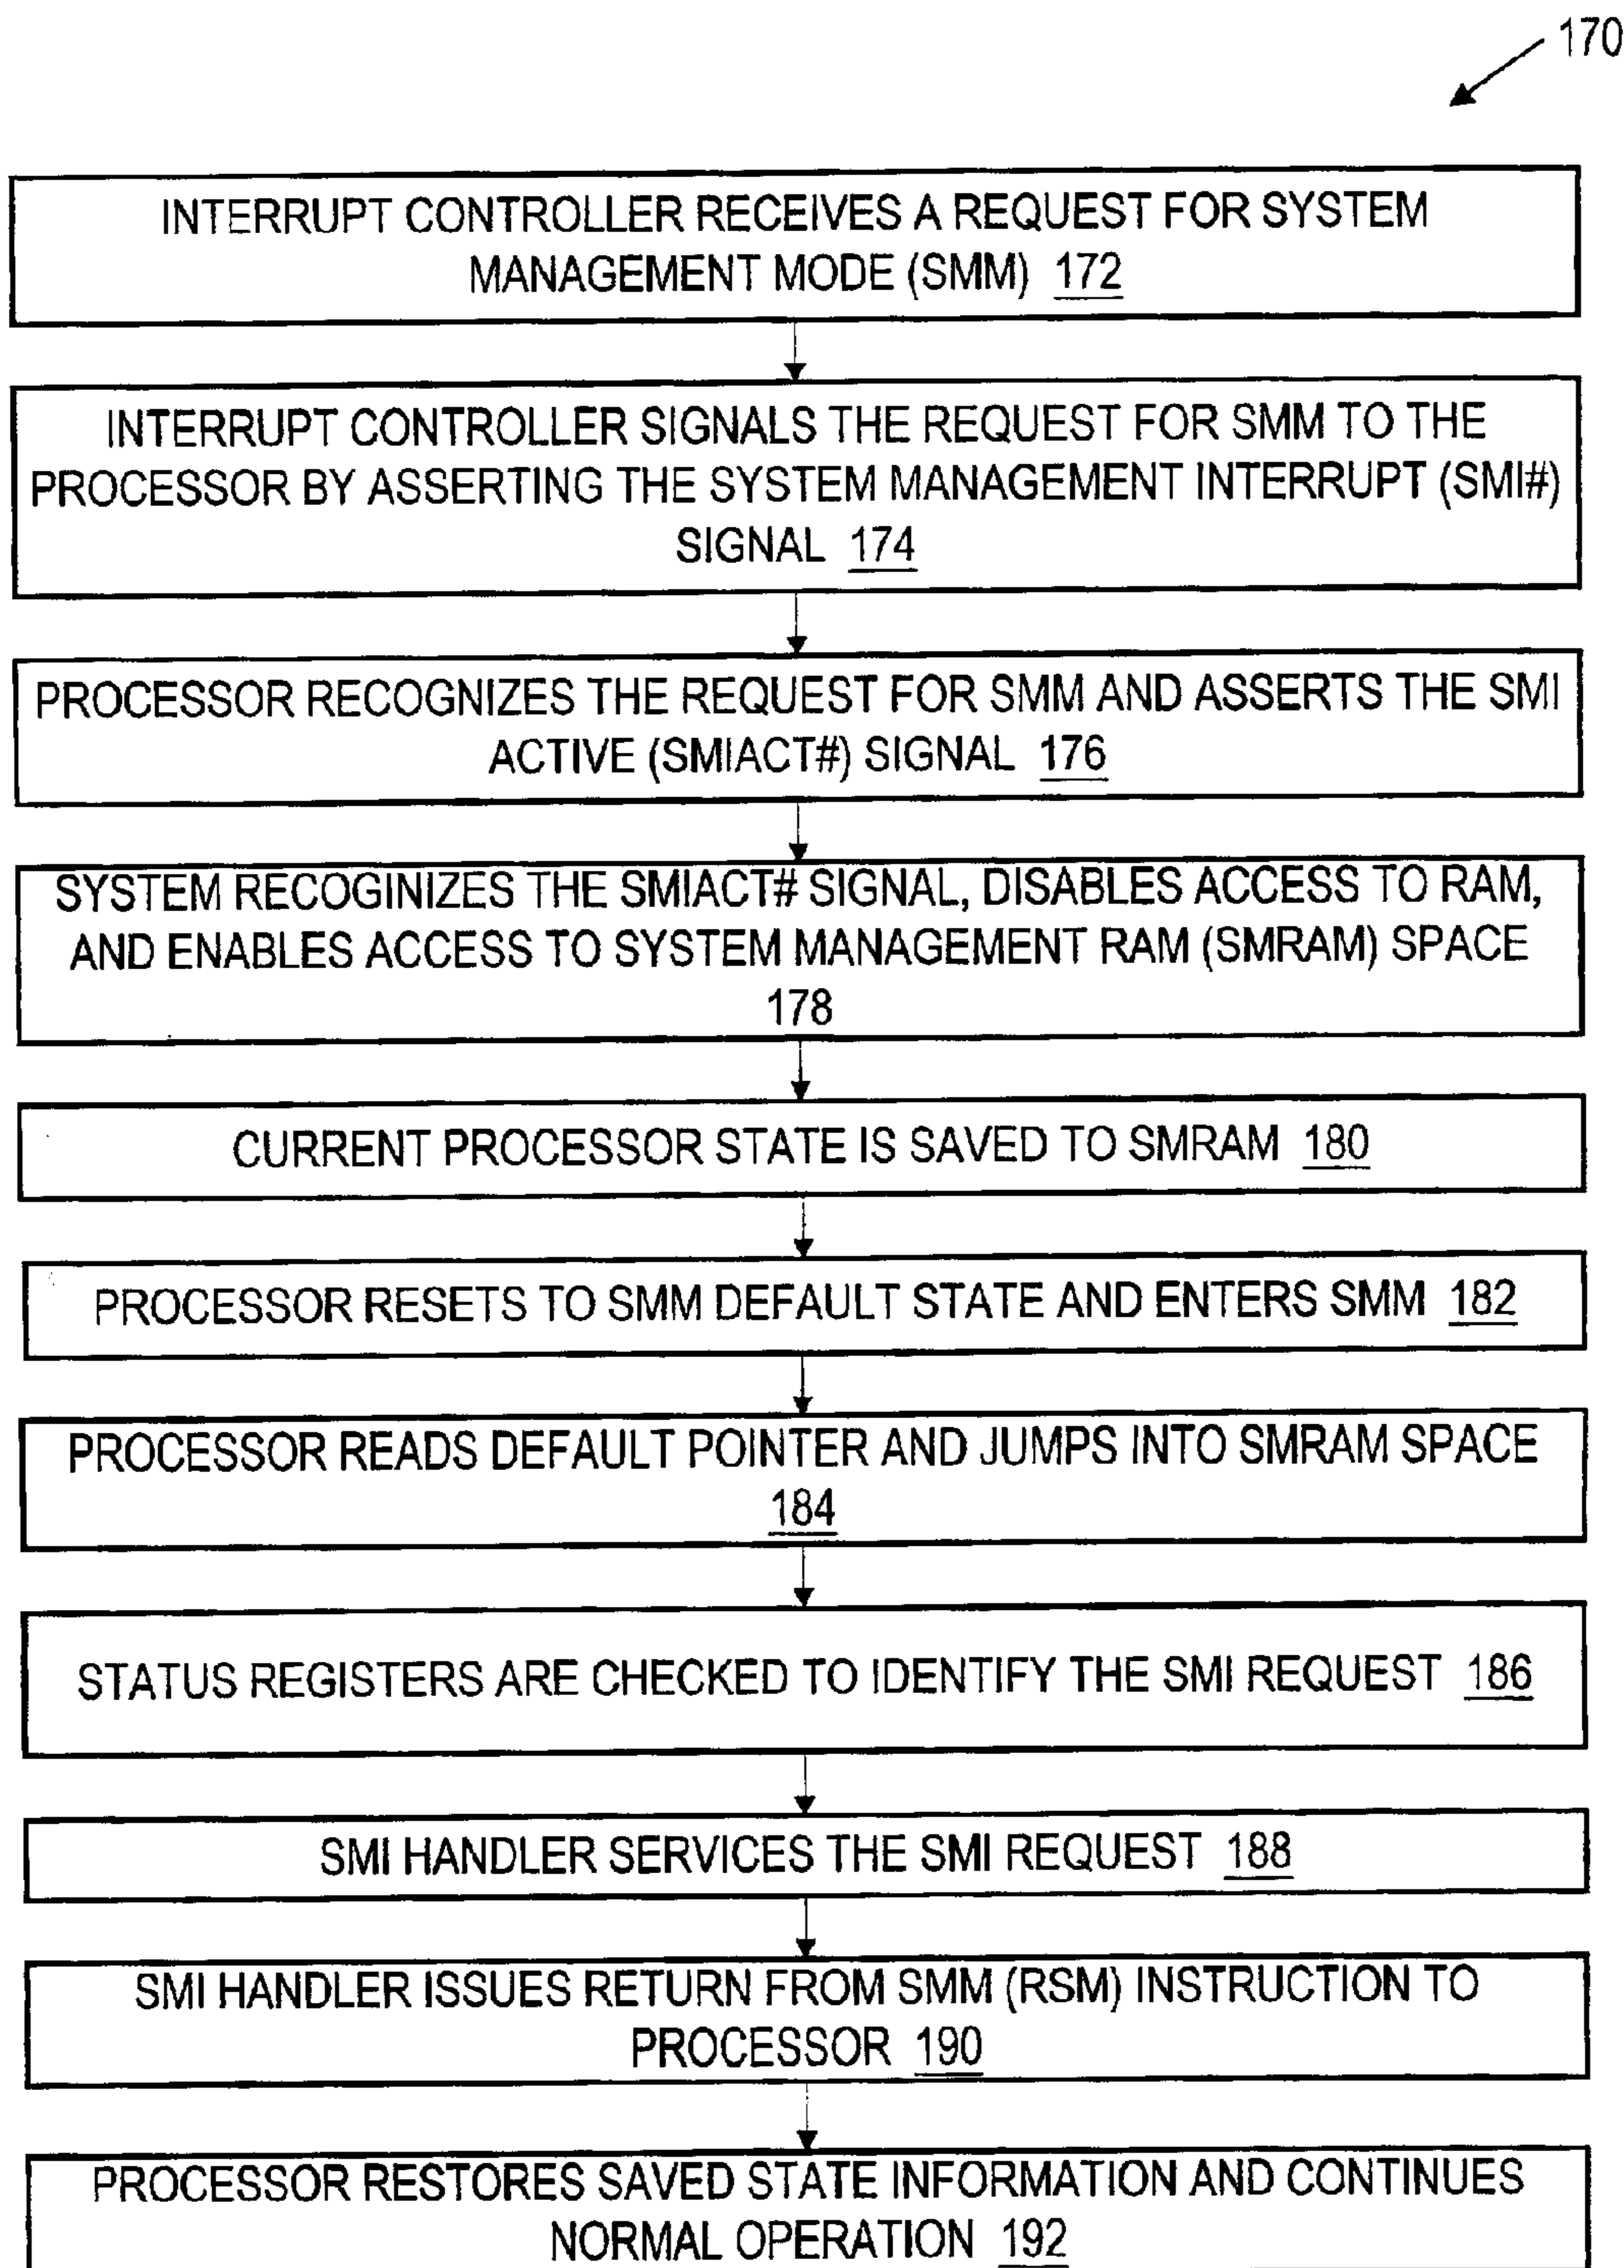 170
INTERRUPT CONTROLLER RECEIVES A REQUEST FOR SYSTEM
MANAGEMENT MODE (SMM) 172
INTERRUPT CONTROLLER SIGNALS THE REQUEST FOR SMM TO THE
PROCESSOR BY ASSERTING THE SYSTEM MANAGEMENT INTERRUPT (SMI#)
SIGNAL 174
PROCESSOR RECOGNIZES THE REQUEST FOR SMM AND ASSERTS THE SMI
ACTIVE (SMIACT#) SIGNAL 176
SYSTEM RECOGINIZES THE SMIACT# SIGNAL, DISABLES ACCESS TO RAM,
AND ENABLES ACCESS TO SYSTEM MANAGEMENT RAM (SMRAM) SPACE
178
CURRENT PROCESSOR STATE IS SAVED TO SMRAM 180
PROCESSOR RESETS TO SMM DEFAULT STATE AND ENTERS SMM 182
PROCESSOR READS DEFAULT POINTER AND JUMPS INTO SMRAM SPACE
184
STATUS REGISTERS ARE CHECKED TO IDENTIFY THE SMI REQUEST 186
SMI HANDLER SERVICES THE SMI REQUEST 188
SMI HANDLER ISSUES RETURN FROM SMM (RSM) INSTRUCTION TO
PROCESSOR 190
PROCESSOR RESTORES SAVED STATE INFORMATION AND CONTINUES
NORMAL OPERATION 192